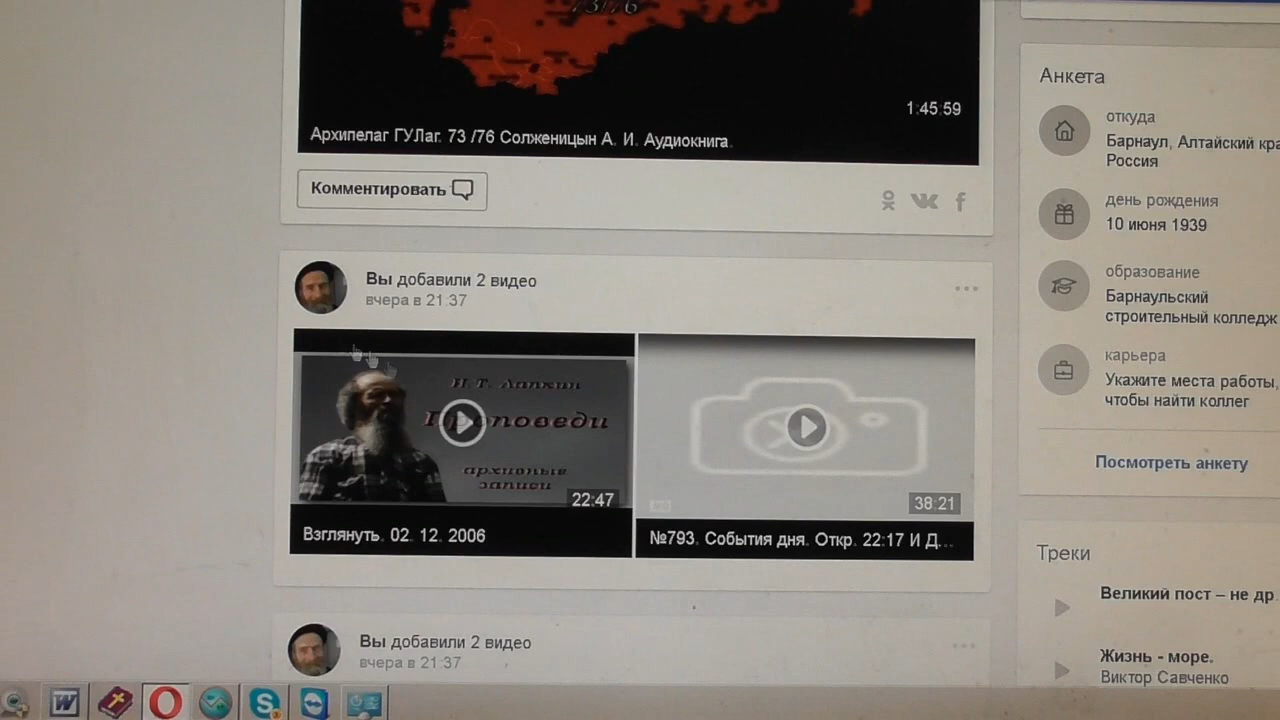 73/76
1:45:59
Архипелаг ГУЛаг. 73 /76 Солженицын А. И. Аудиокнига.
Комментировать
Вы добавили 2 видео
вчера в 21:37
И. Т. Лапкин
Проповеди
архивные
записи
22:47
Взглянуть. 02. 12. 2006
38:21
№793. События дня. Откр. 22:17 И Д...
Вы добавили 2 видео
вчера в 21:37
Анкета
откуда
Барнаул, Алтайский кра
Россия
день рождения
10 июня 1939
образование
Барнаульский
строительный колледж
карьера
Укажите места работы,
чтобы найти коллег
Посмотреть анкету
Треки
Великий пост – не др
Жизнь - море.
Виктор Савченко